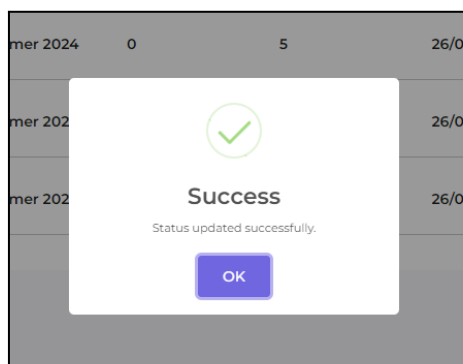 mer 2024 0 5 26/0
mer 202 26/0
mer 202 26/0
Success
Status updated successfully.
OK